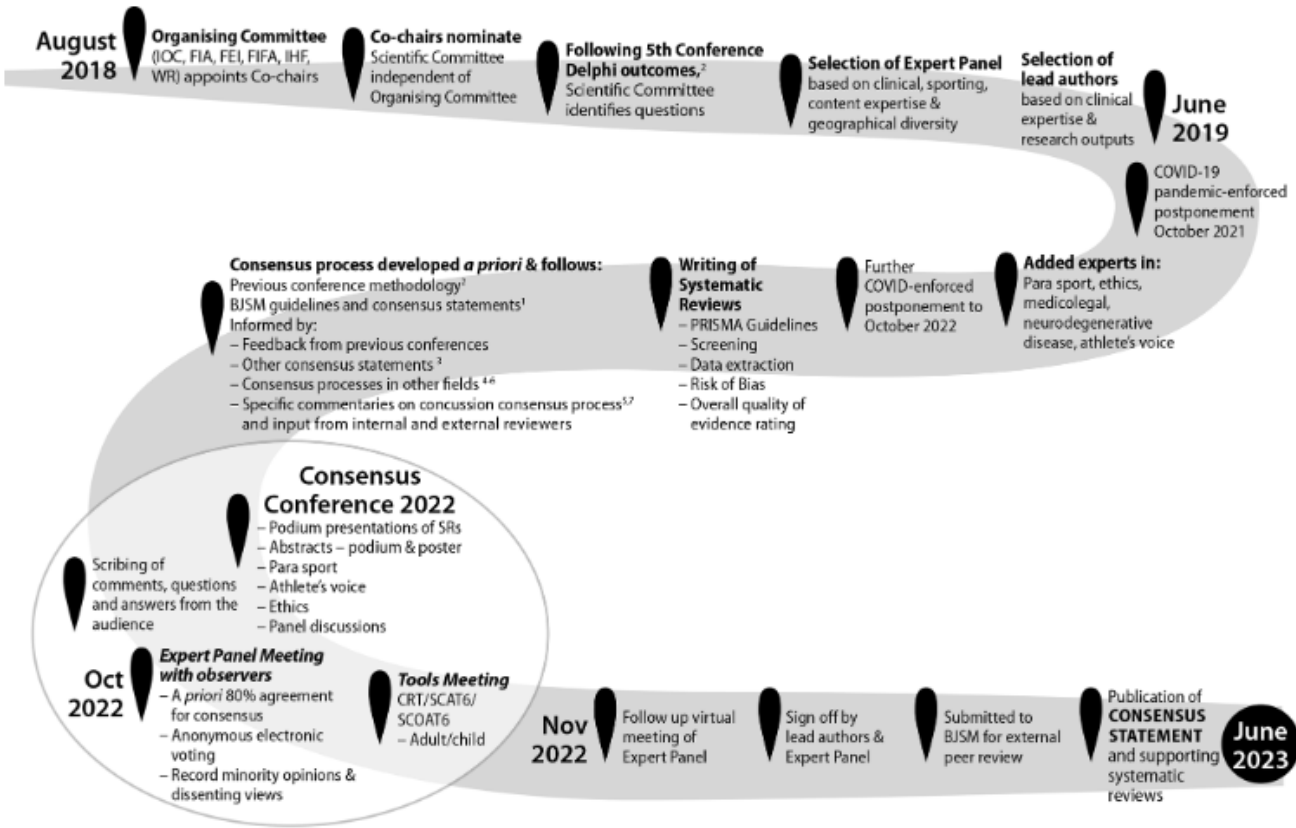 August
2018
Organising Committee
(IOC, FIA, FEI, FIFA, IHF,
WR) appoints Co-chairs
Co-chairs nominate
Scientific Committee
independent of
Organising Committee
Following 5th Conference
Delphi outcomes,²
Scientific Committee
identifies questions
Selection of Expert Panel
based on clinical, sporting,
content expertise &
geographical diversity
Selection of
lead authors
based on clinical
expertise &
research outputs
June
2019
COVID-19
pandemic-enforced
postponement
October 2021
Added experts in:
Para sport, ethics,
medicolegal,
neurodegenerative
disease, athlete's voice
Further
COVID-enforced
postponement to
October 2022
Writing of
Systematic
Reviews
– PRISMA Guidelines
– Screening
– Data extraction
– Risk of Bias
– Overall quality of
evidence rating
Consensus process developed a priori & follows:
Previous conference methodology²
BJSM guidelines and consensus statements¹
Informed by:
– Feedback from previous conferences
– Other consensus statements ³
– Consensus processes in other fields ⁴⁻⁶
– Specific commentaries on concussion consensus process⁵,⁷
and input from internal and external reviewers
Consensus
Conference 2022
– Podium presentations of SRs
– Abstracts – podium & poster
– Para sport
– Athlete's voice
– Ethics
– Panel discussions
Scribing of
comments, questions
and answers from the
audience
Oct
2022
Expert Panel Meeting
with observers
– A priori 80% agreement
for consensus
– Anonymous electronic
voting
– Record minority opinions &
dissenting views
Tools Meeting
CRT/SCAT6/
SCOAT6
– Adult/child
Nov
2022
Follow up virtual
meeting of
Expert Panel
Sign off by
lead authors &
Expert Panel
Submitted to
BJSM for external
peer review
Publication of
CONSENSUS
STATEMENT
and supporting
systematic
reviews
June
2023